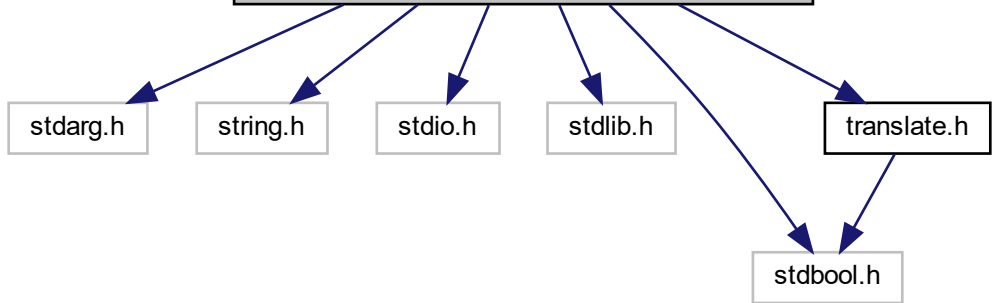 stdarg.h
string.h
stdio.h
stdlib.h
translate.h
stdbool.h